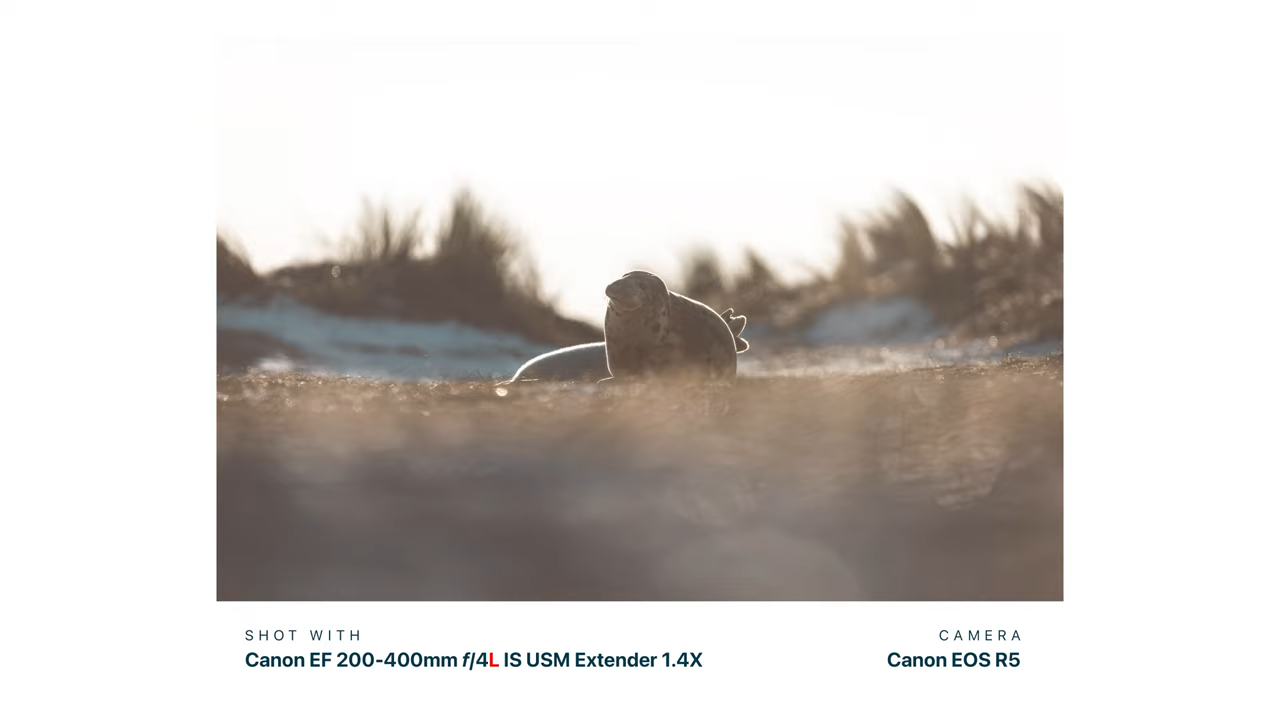 SHOT WITH
Canon EF 200-400mm f/4L IS USM Extender 1.4X
CAMERA
Canon EOS R5